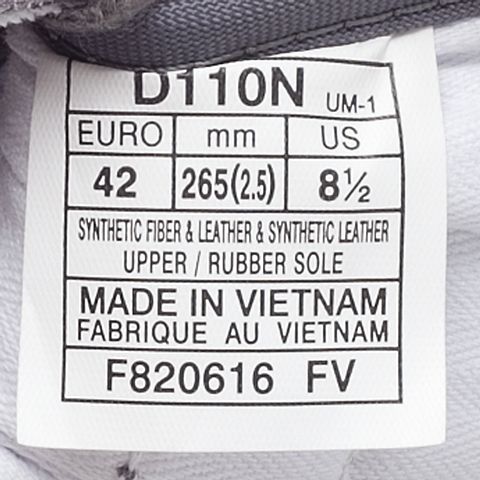 D110N UM-1
EURO mm US
42 265(2.5) 8½
SYNTHETIC FIBER & LEATHER & SYNTHETIC LEATHER
UPPER / RUBBER SOLE
MADE IN VIETNAM
FABRIQUE AU VIETNAM
F820616 FV